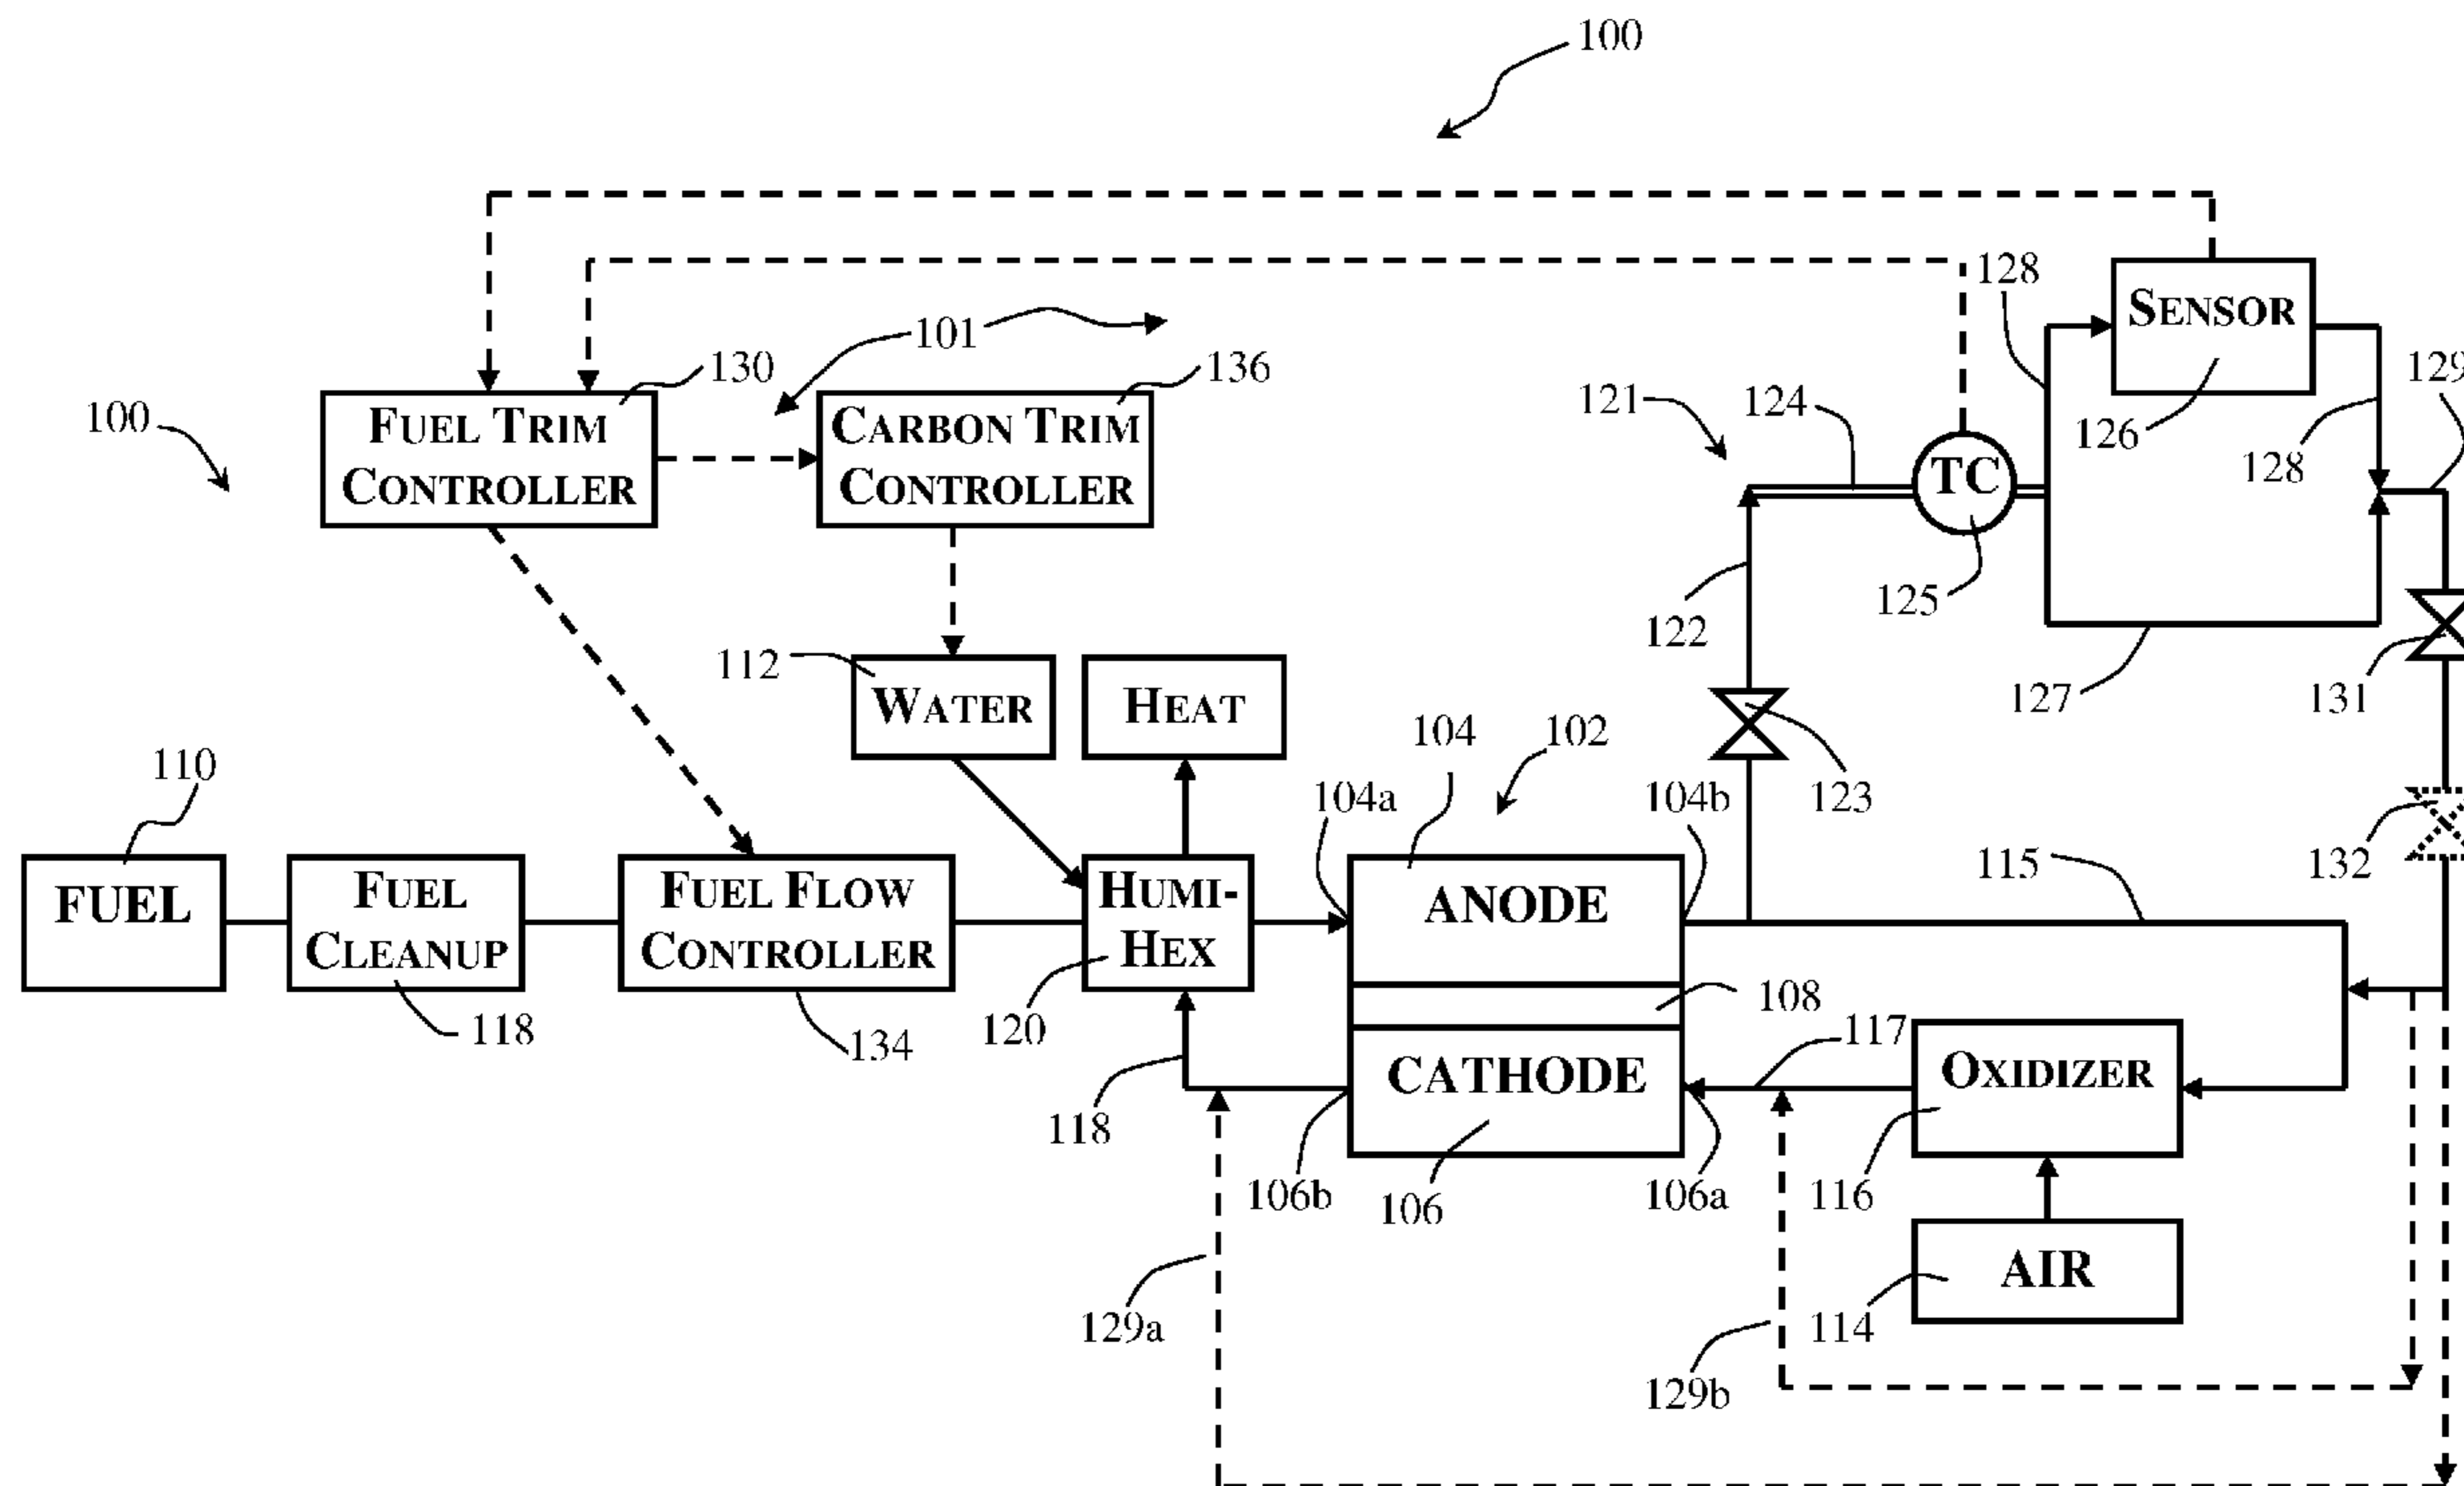 100
128
SENSOR
101
129
130
136
100
121
124
126
FUEL TRIM
CONTROLLER
CARBON TRIM
CONTROLLER
TC
128
125
122
112
WATER
HEAT
127
131
104
102
110
104a
104b
123
115
132
FUEL
FUEL
CLEANUP
FUEL FLOW
CONTROLLER
HUMI-
HEX
ANODE
108
118
134
120
117
CATHODE
OXIDIZER
118
106b
106
106a
116
AIR
129a
114
129b